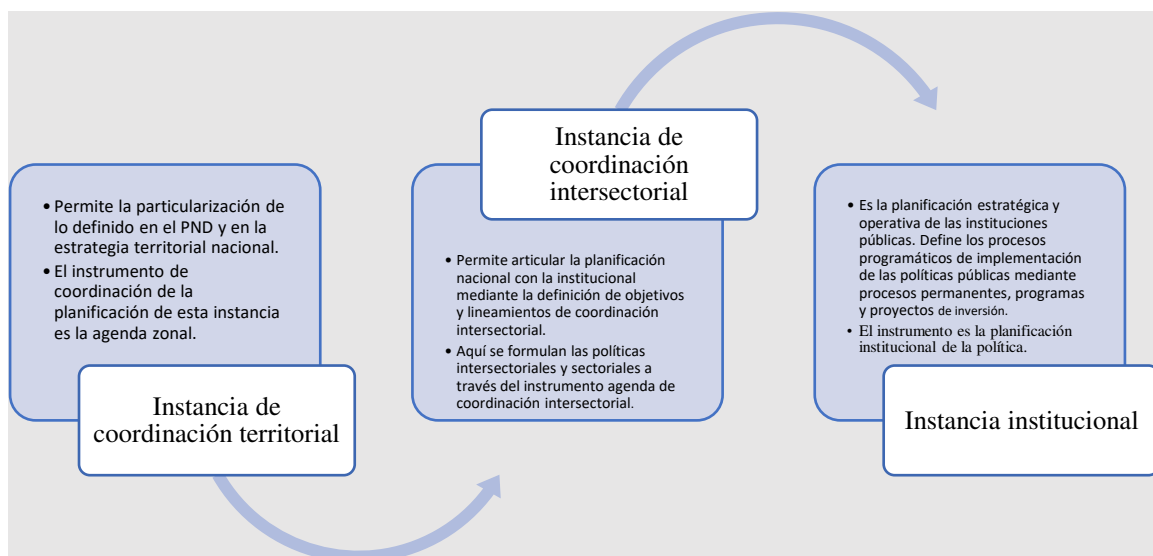 • Permite la particularización de
lo definido en el PND y en la
estrategia territorial nacional.
• El instrumento de
coordinación de la
planificación de esta instancia
es la agenda zonal.
Instancia de
coordinación territorial
Instancia de
coordinación
intersectorial
• Permite articular la planificación
nacional con la institucional
mediante la definición de objetivos
y lineamientos de coordinación
intersectorial.
• Aquí se formulan las políticas
intersectoriales y sectoriales a
través del instrumento agenda de
coordinación intersectorial.
• Es la planificación estratégica y
operativa de las instituciones
públicas. Define los procesos
programáticos de implementación
de las políticas públicas mediante
procesos permanentes, programas
y proyectos de inversión.
• El instrumento es la planificación
institucional de la política.
Instancia institucional